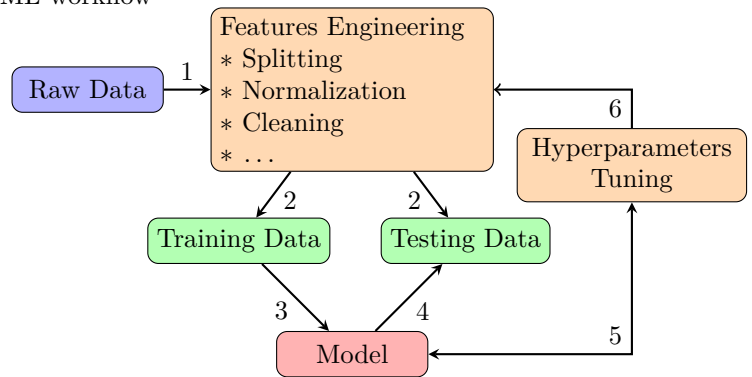 ML workflow
Features Engineering
∗ Splitting
∗ Normalization
∗ Cleaning
∗ ...
Raw Data
1
6
Hyperparameters
Tuning
2
2
Training Data
Testing Data
3
4
5
Model